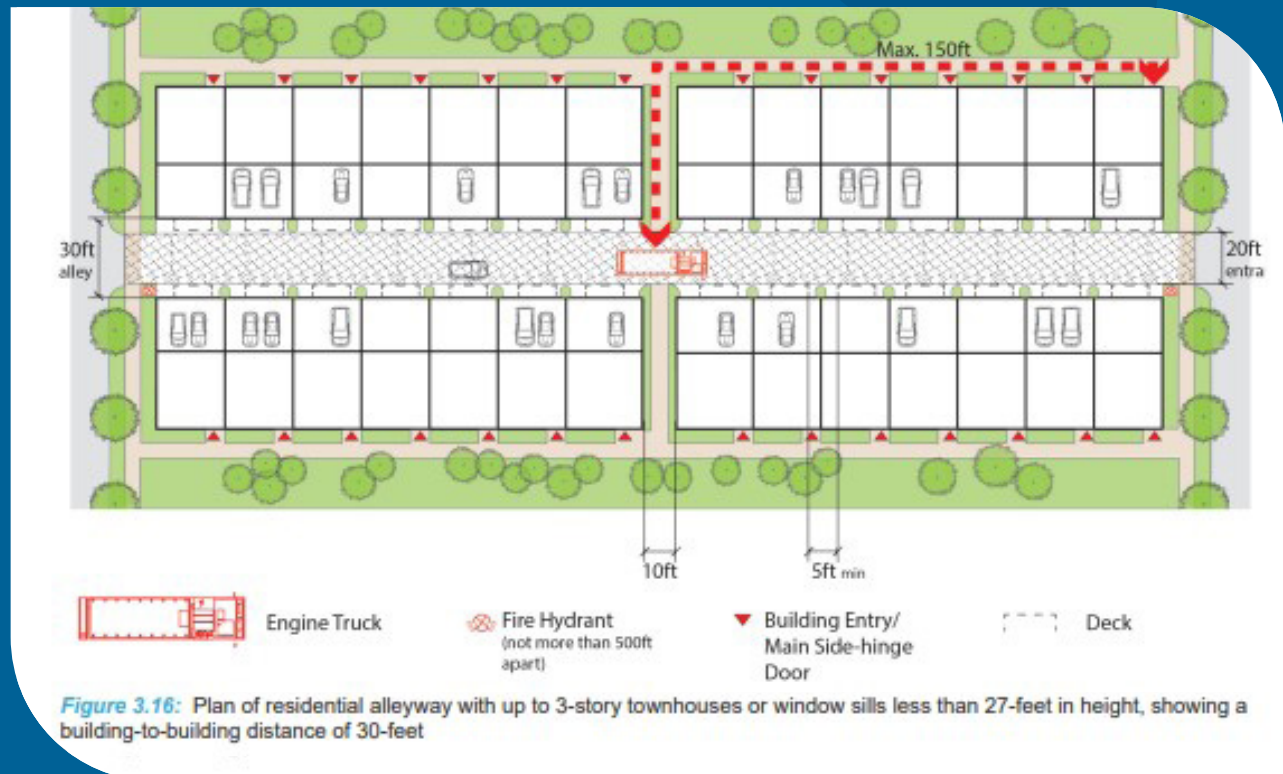 Max. 150ft
30ft
alley
20ft
entra
10ft
5ft min
Engine Truck
Fire Hydrant
(not more than 500ft
apart)
Building Entry/
Main Side-hinge
Door
Deck
Figure 3.16: Plan of residential alleyway with up to 3-story townhouses or window sills less than 27-feet in height, showing a
building-to-building distance of 30-feet